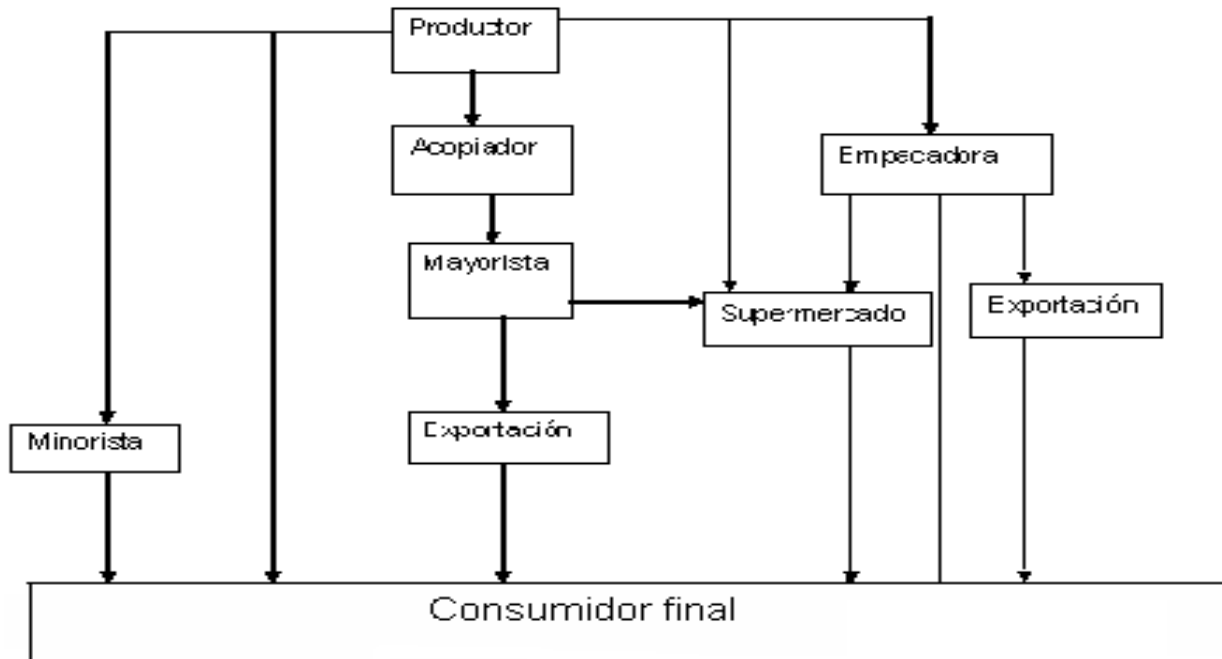 Productor
Acopiador
Empacadora
Mayorista
Supermercado
Exportación
Minorista
Exportación
Consumidor final